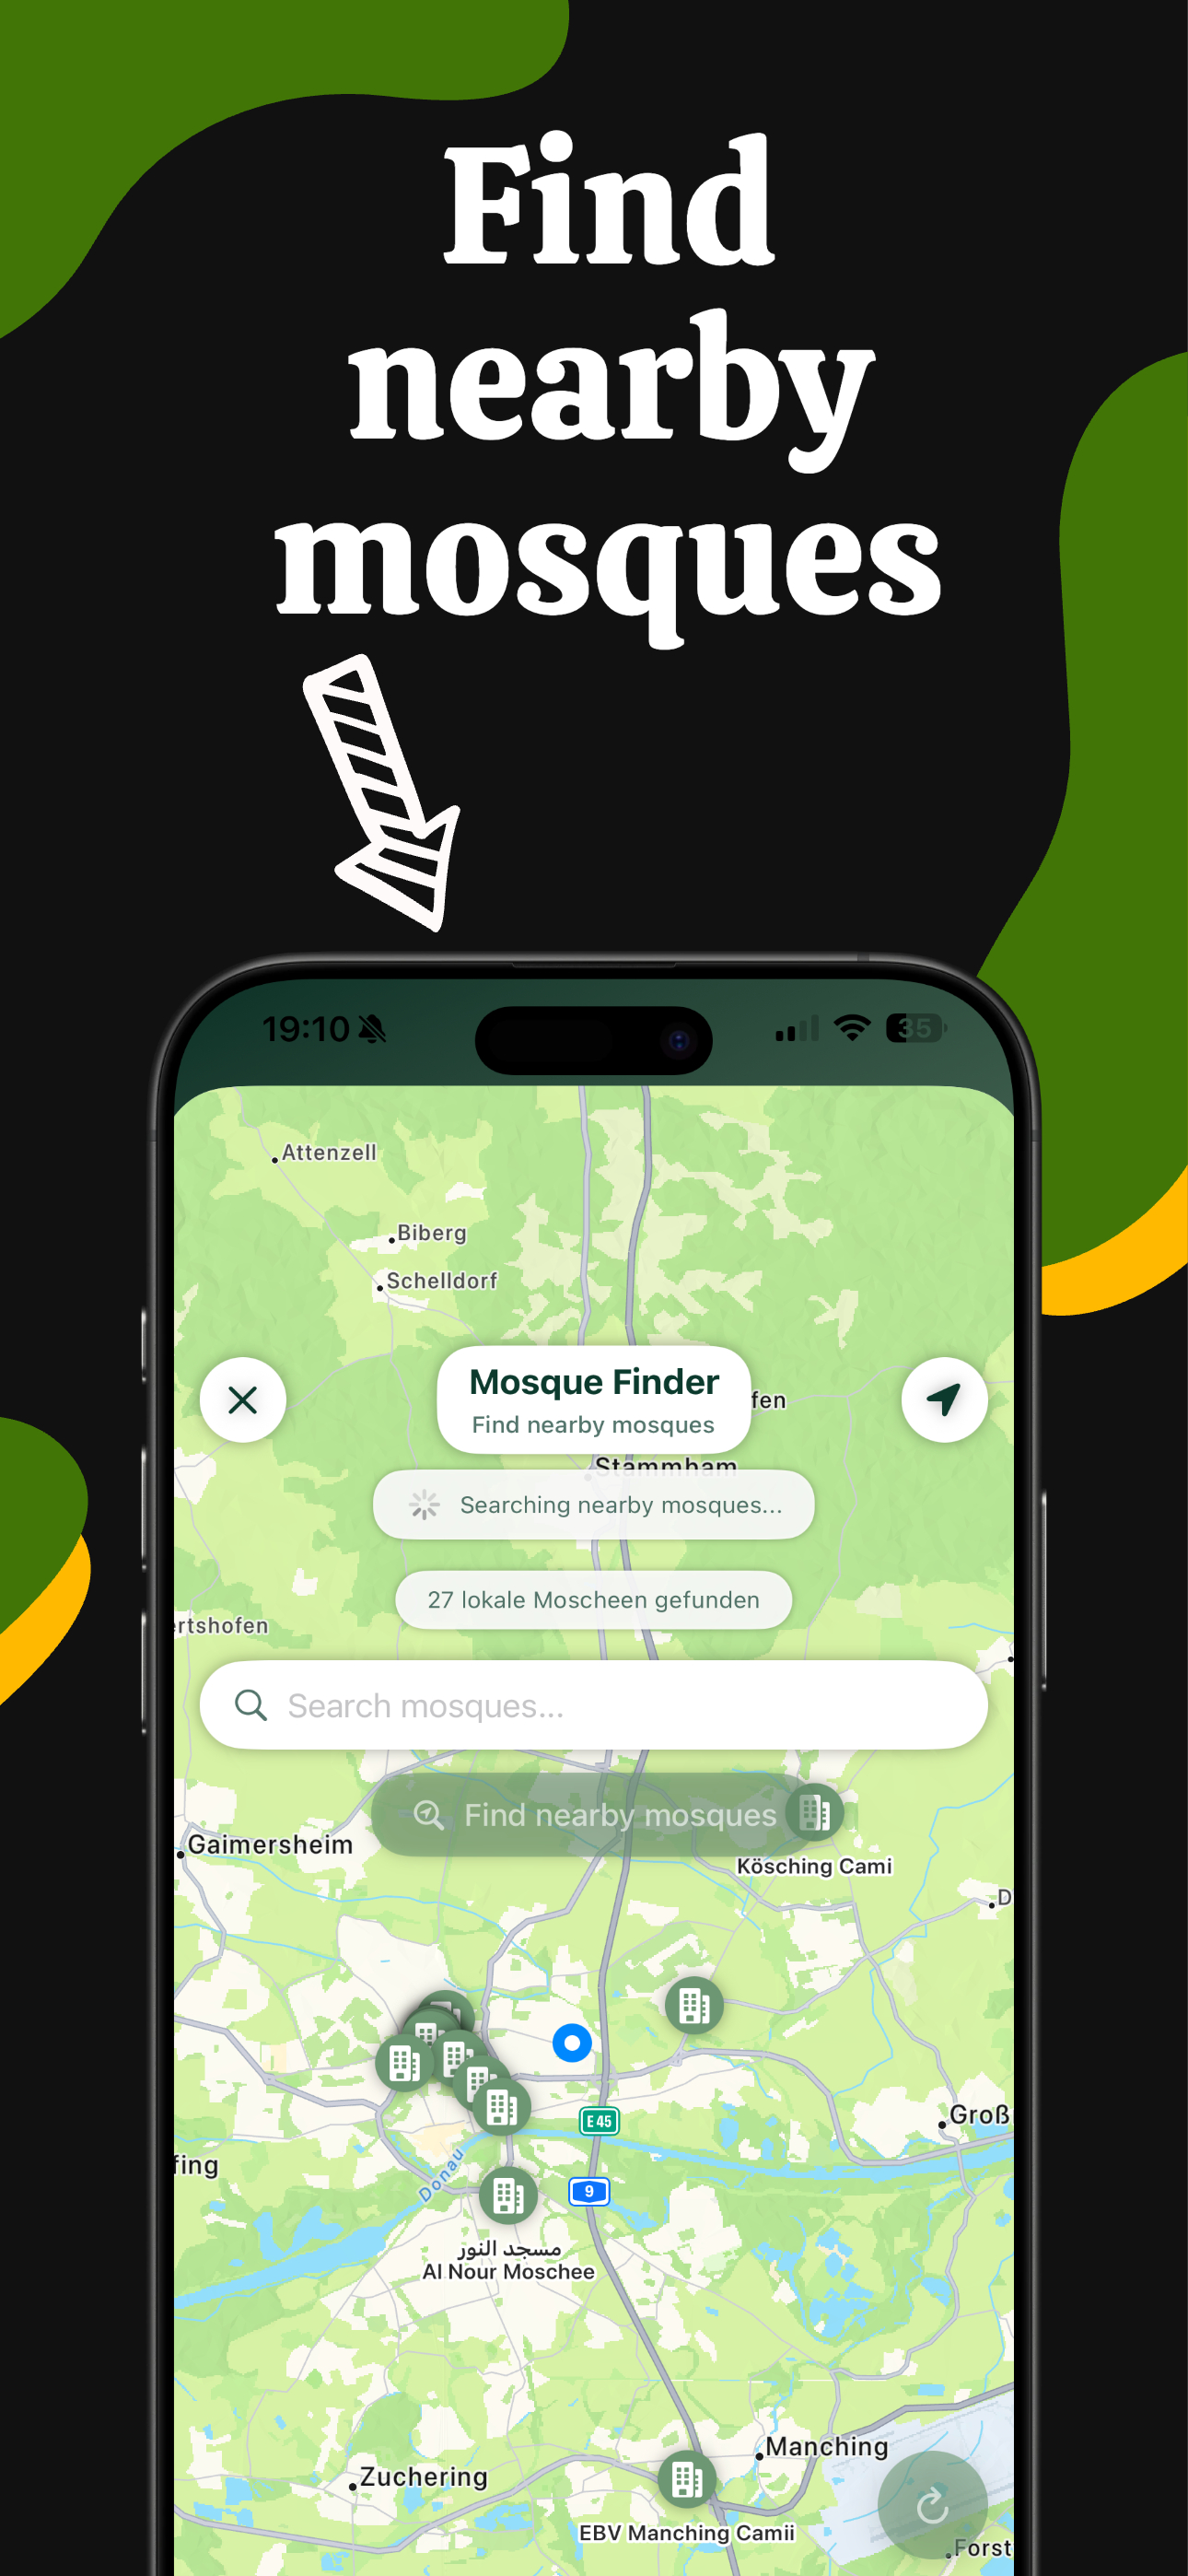 Find
nearby
mosques
19:10
35
Attenzell
Biberg
Schelldorf
Mosque Finder
fen
Find nearby mosques
Stammham
Searching nearby mosques...
27 lokale Moscheen gefunden
ertshofen
Search mosques...
Find nearby mosques
Gaimersheim
Kösching Cami
D
E 45
Groß
fing
Donau
9
مسجد النور
Al Nour Moschee
Manching
Zuchering
EBV Manching Camii
Forst